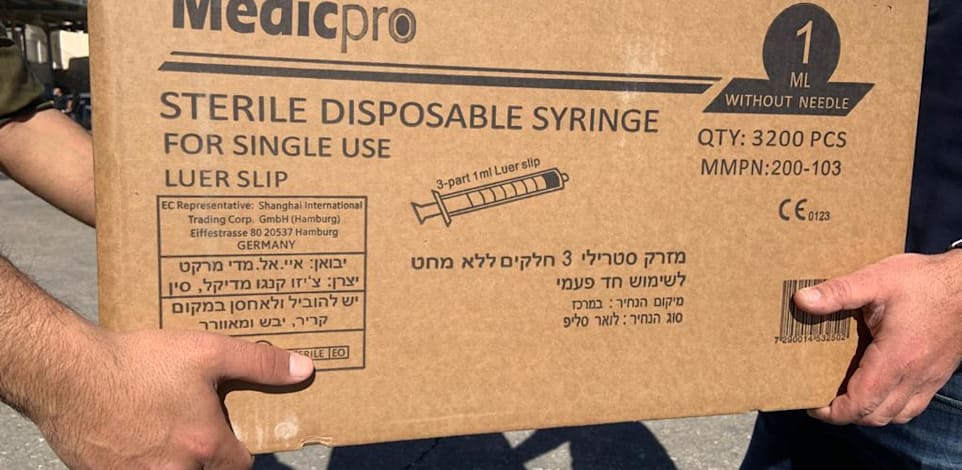 Medicpro
1
ML
WITHOUT NEEDLE
STERILE DISPOSABLE SYRINGE
FOR SINGLE USE
LUER SLIP
QTY: 3200 PCS
MMPN:200-103
CE 0123
3-part 1ml Luer slip
EC Representative: Shanghai International
Trading Corp. GmbH (Hamburg)
Eiffestrasse 80 20537 Hamburg
GERMANY
יבואן: איי.אל.מדי מרקט
יצרן: צ'יזו קנגו מדיקל, סין
יש להוביל ולאחסן במקום
קריר, יבש ומאוורר
EO
מזרק סטרילי 3 חלקים ללא מחט
לשימוש חד פעמי
מיקום הנחיר: במרכז
סוג הנחיר: לואר סליפ
7290014532502